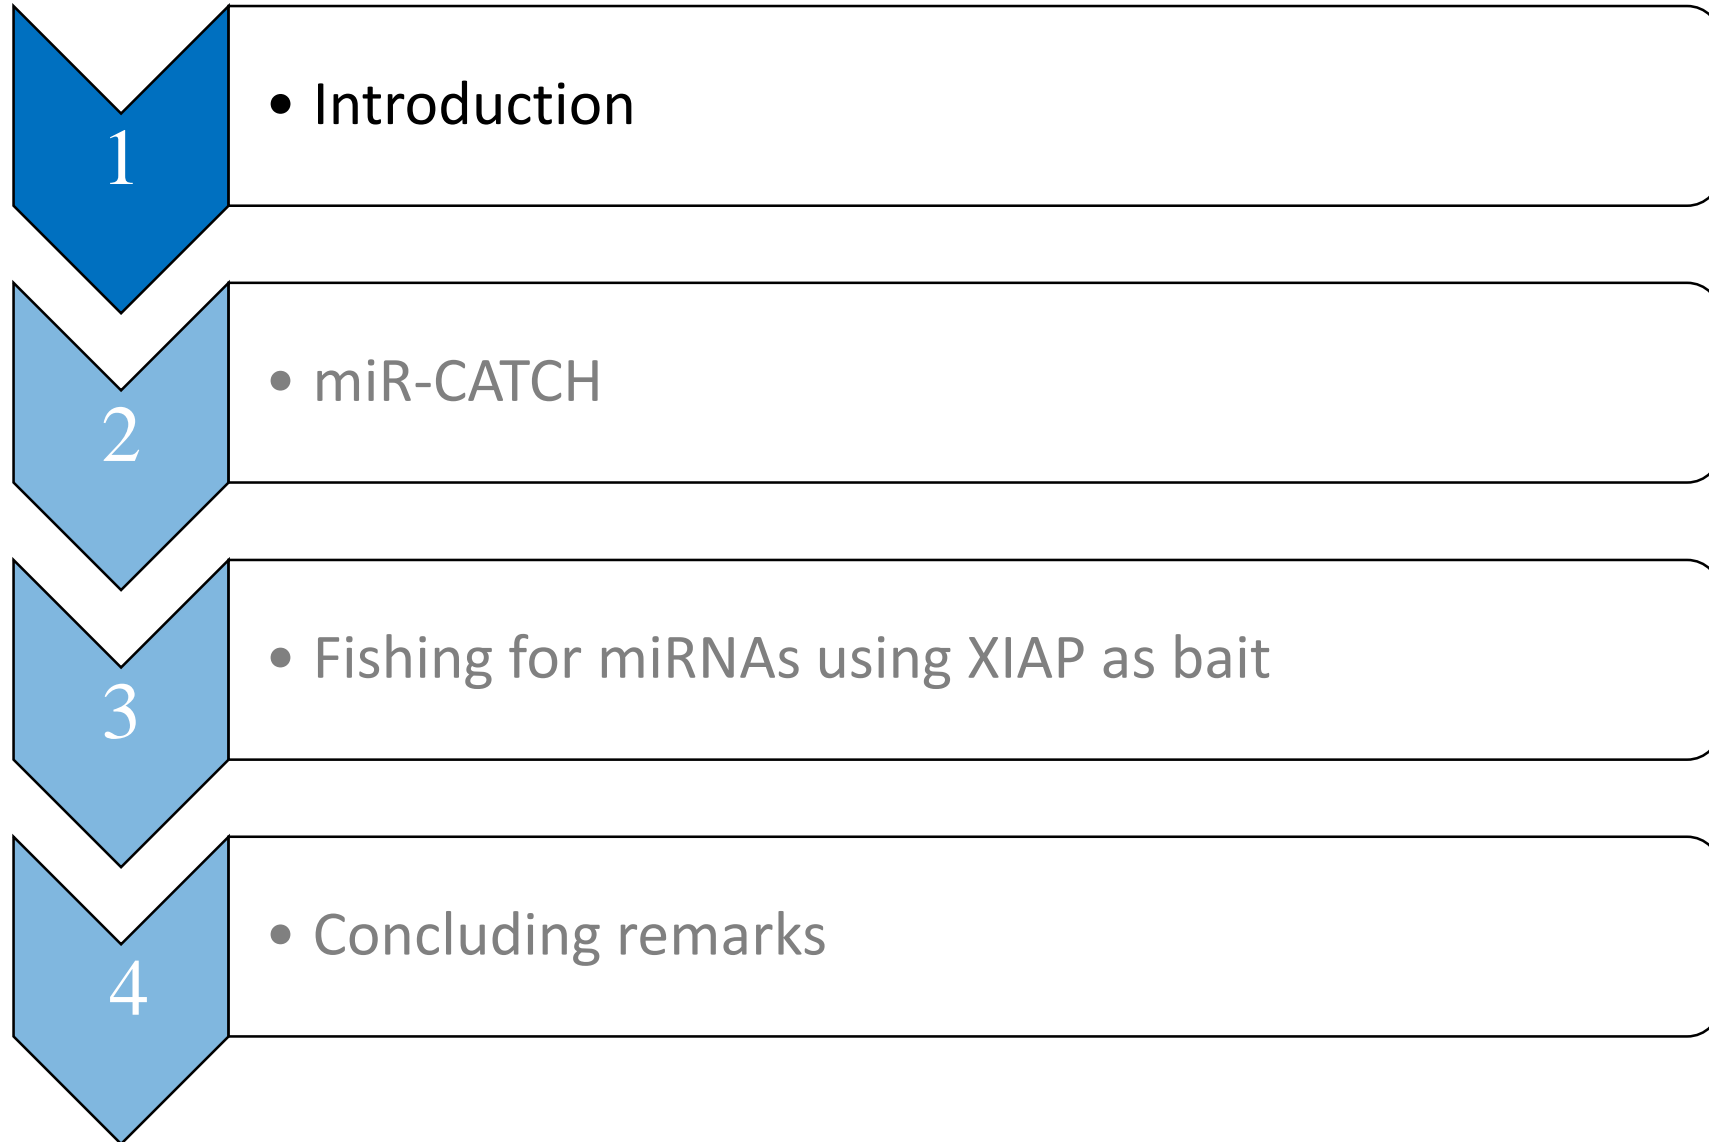 1
• Introduction
2
• miR-CATCH
3
• Fishing for miRNAs using XIAP as bait
4
• Concluding remarks